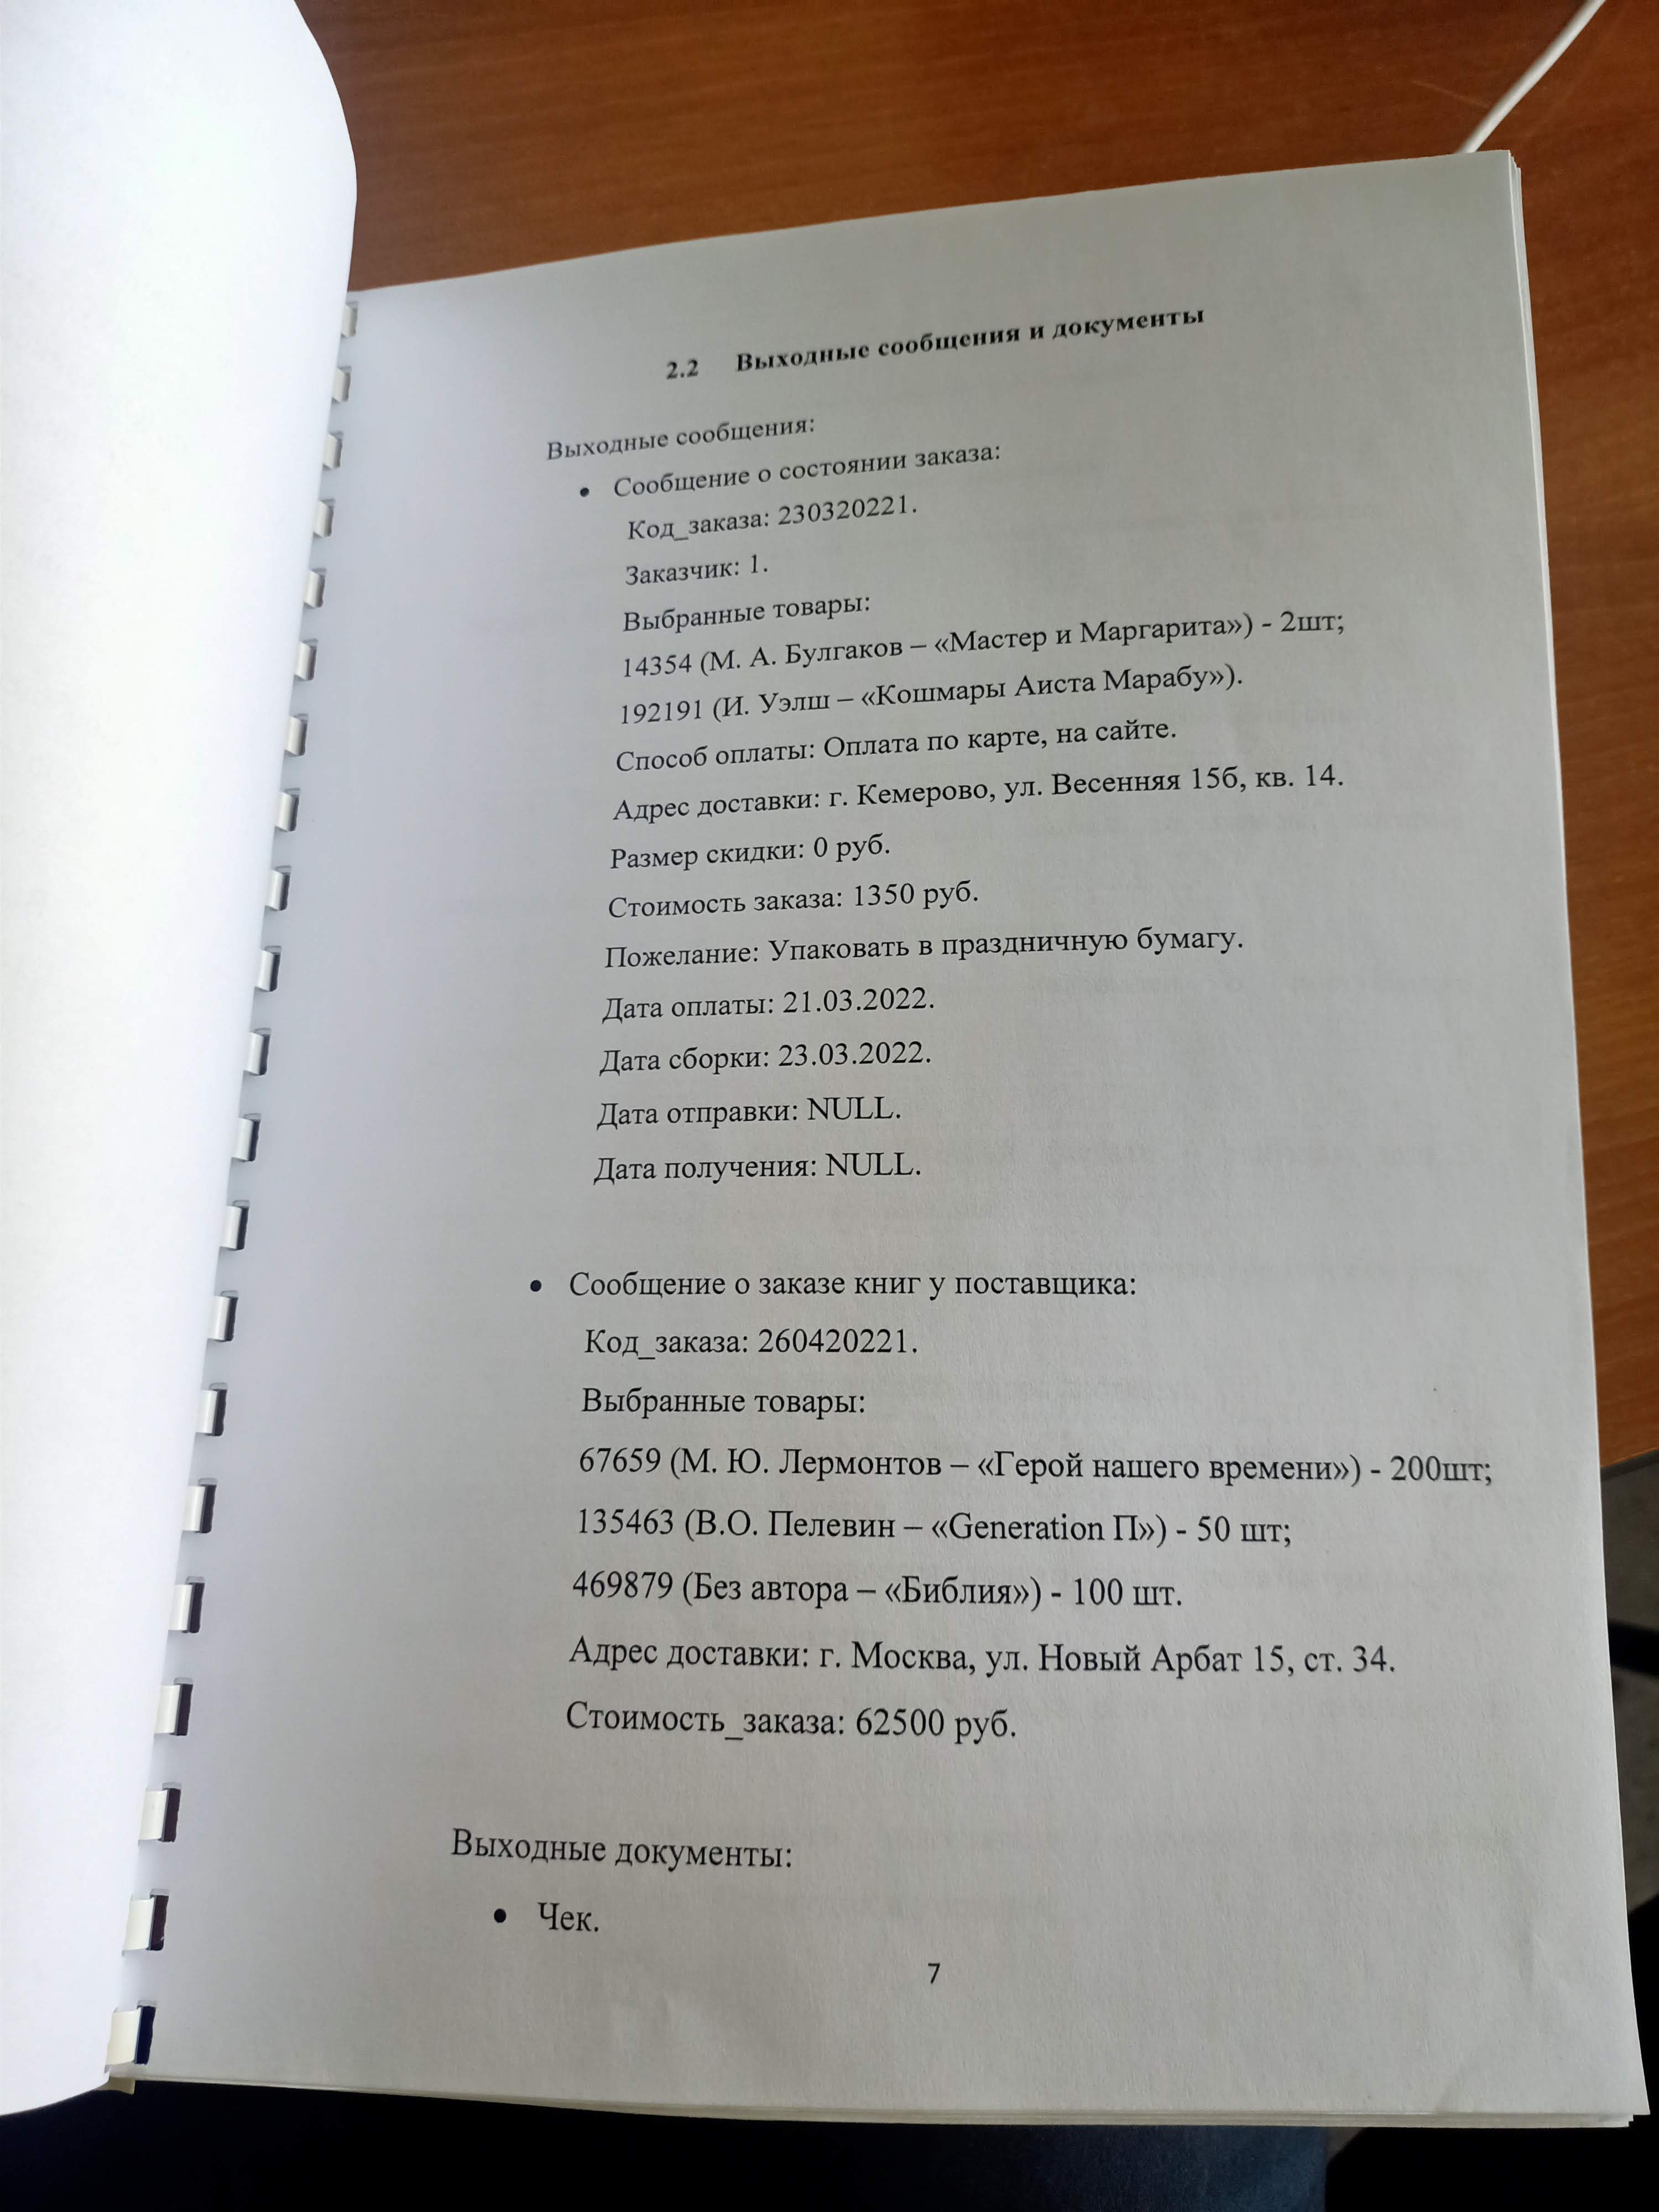 2.2 Выходные сообщения и документы
Выходные сообщения:
• Сообщение о состоянии заказа:
Код_заказа: 230320221.
Заказчик: 1.
Выбранные товары:
14354 (М. А. Булгаков – «Мастер и Маргарита») - 2шт;
192191 (И. Уэлш – «Кошмары Аиста Марабу»).
Способ оплаты: Оплата по карте, на сайте.
Адрес доставки: г. Кемерово, ул. Весенняя 15б, кв. 14.
Размер скидки: 0 руб.
Стоимость заказа: 1350 руб.
Пожелание: Упаковать в праздничную бумагу.
Дата оплаты: 21.03.2022.
Дата сборки: 23.03.2022.
Дата отправки: NULL.
Дата получения: NULL.
• Сообщение о заказе книг у поставщика:
Код_заказа: 260420221.
Выбранные товары:
67659 (М. Ю. Лермонтов – «Герой нашего времени») - 200шт;
135463 (В.О. Пелевин – «Generation П») - 50 шт;
469879 (Без автора – «Библия») - 100 шт.
Адрес доставки: г. Москва, ул. Новый Арбат 15, ст. 34.
Стоимость_заказа: 62500 руб.
Выходные документы:
• Чек.
7